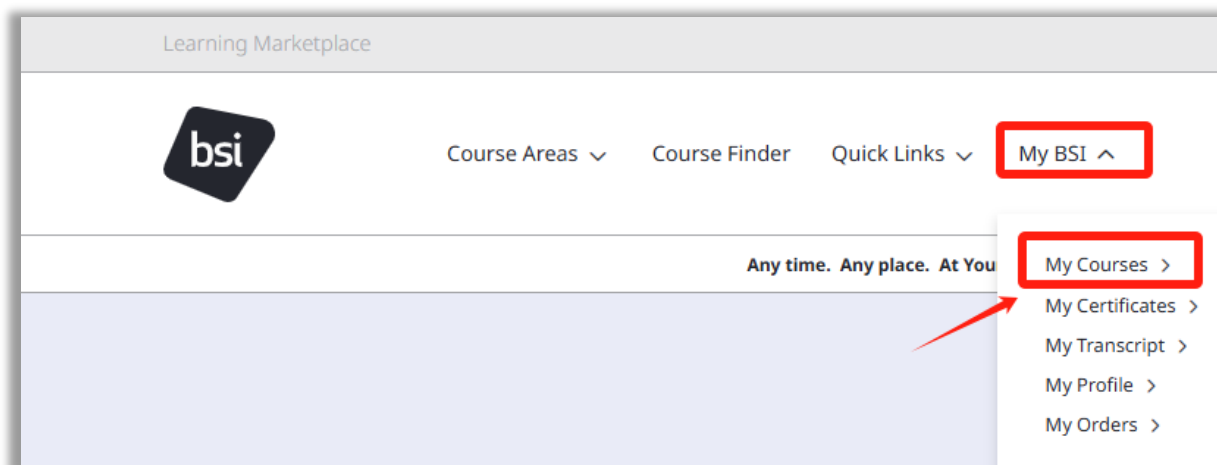 Learning Marketplace
bsi
Course Areas
Course Finder
Quick Links
My BSI
Any time. Any place. At You
My Courses
My Certificates
My Transcript
My Profile
My Orders